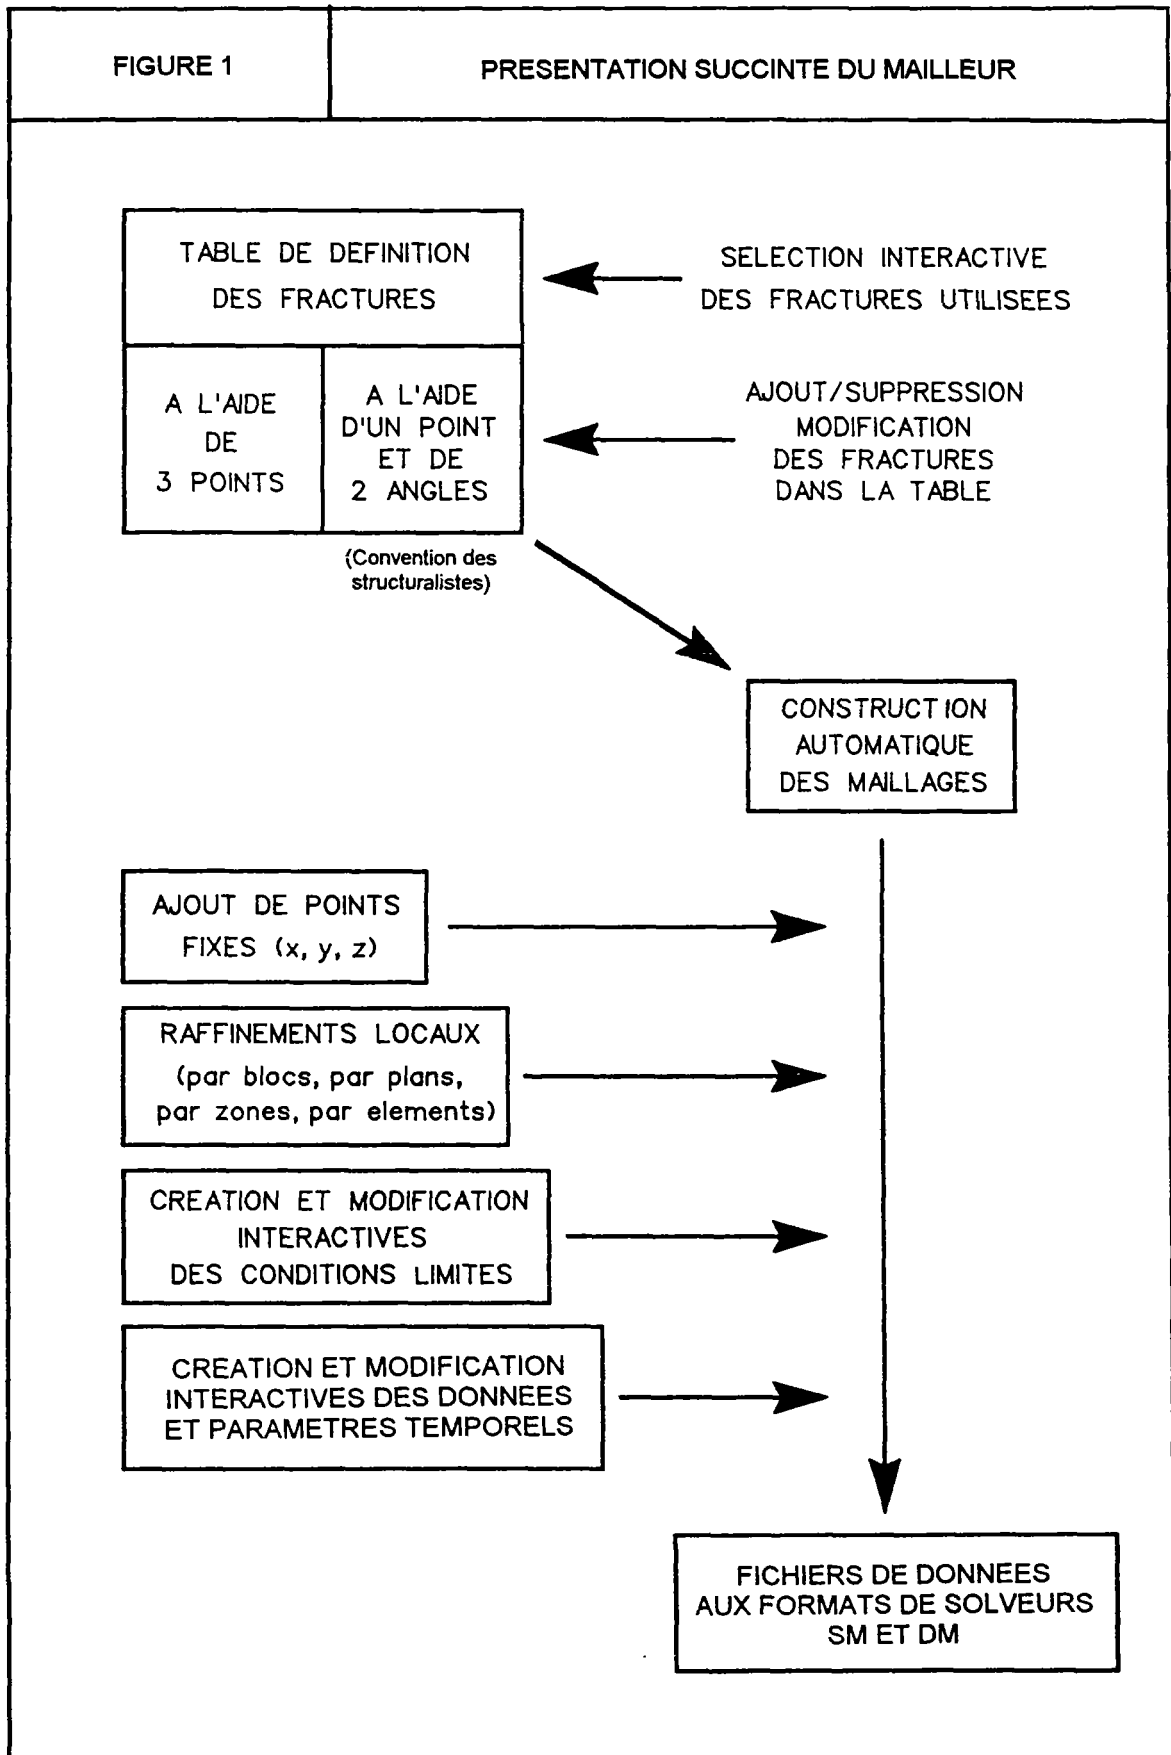 FIGURE 1
PRESENTATION SUCCINTE DU MAILLEUR
TABLE DE DEFINITION
DES FRACTURES
SELECTION INTERACTIVE
DES FRACTURES UTILISEES
A L'AIDE
DE
3 POINTS
A L'AIDE
D'UN POINT
ET DE
2 ANGLES
AJOUT/SUPPRESSION
MODIFICATION
DES FRACTURES
DANS LA TABLE
(Convention des
structuralistes)
CONSTRUCTION
AUTOMATIQUE
DES MAILLAGES
AJOUT DE POINTS
FIXES (x, y, z)
RAFFINEMENTS LOCAUX
(par blocs, par plans,
par zones, par elements)
CREATION ET MODIFICATION
INTERACTIVES
DES CONDITIONS LIMITES
CREATION ET MODIFICATION
INTERACTIVES DES DONNEES
ET PARAMETRES TEMPORELS
FICHIERS DE DONNEES
AUX FORMATS DE SOLVEURS
SM ET DM